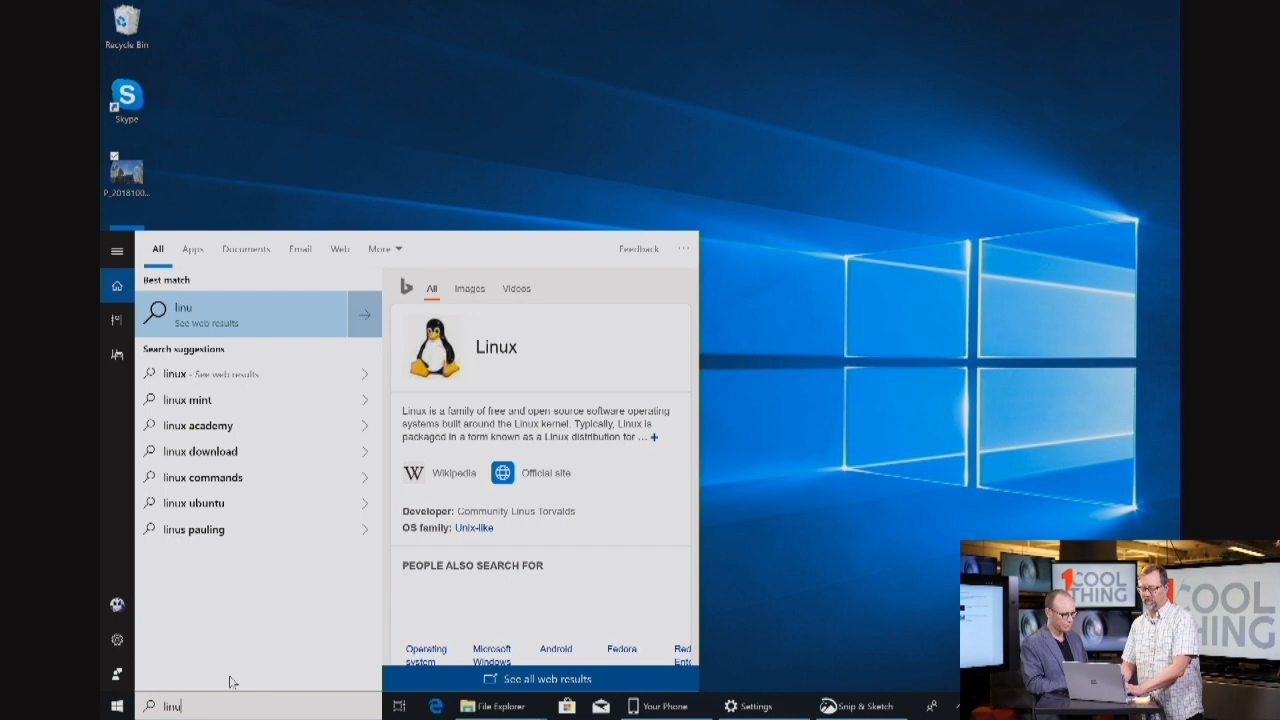 Recycle Bin
S
Skype
P_2018100...
All Apps Documents Email Web More Feedback ...
Best match
linu
See web results
Search suggestions
linux - See web results
linux mint
linux academy
linux download
linux commands
linux ubuntu
linus pauling
All Images Videos
Linux
Linux is a family of free and open-source software operating
systems built around the Linux kernel. Typically, Linux is
packaged in a form known as a Linux distribution for ... +
W Wikipedia Official site
Developer: Community Linus Torvalds
OS family: Unix-like
PEOPLE ALSO SEARCH FOR
Operating system
Microsoft Windows
Android
Fedora
Red
See all web results
linu
File Explorer
Your Phone
Settings
Snip & Sketch
1COOL
THING
COOL
HING